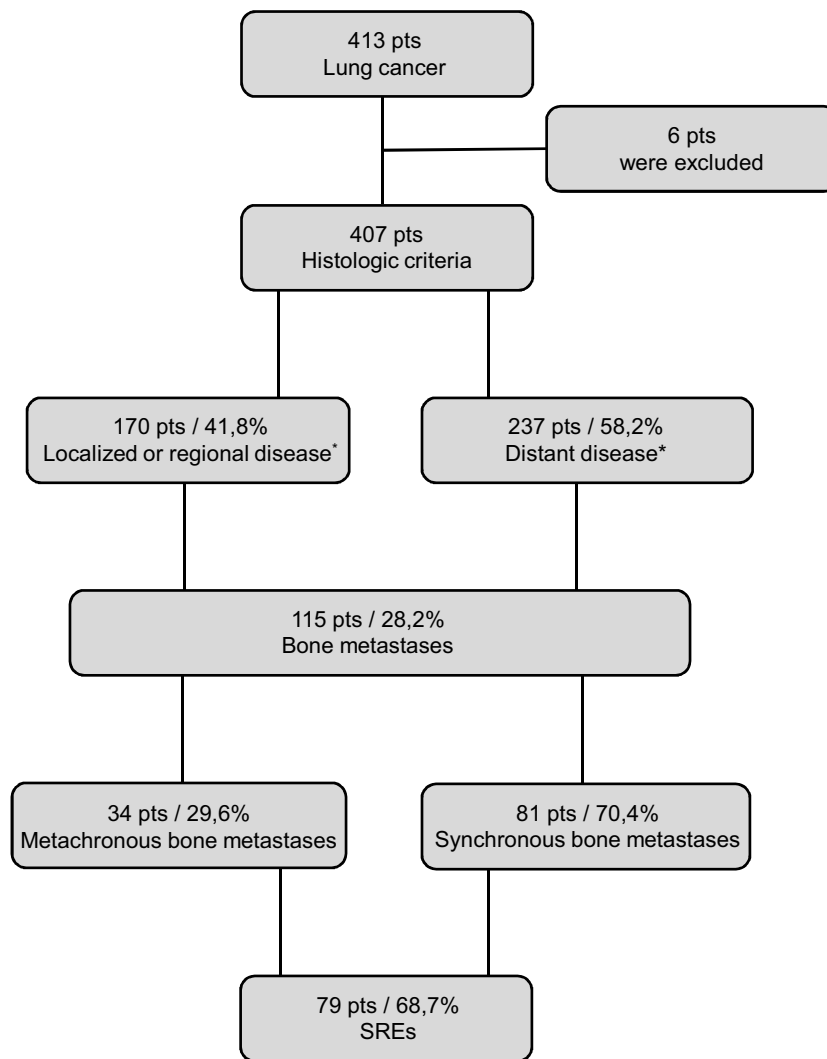 413 pts
Lung cancer
6 pts
were excluded
407 pts
Histologic criteria
170 pts / 41,8%
Localized or regional disease*
237 pts / 58,2%
Distant disease*
115 pts / 28,2%
Bone metastases
34 pts / 29,6%
Metachronous bone metastases
81 pts / 70,4%
Synchronous bone metastases
79 pts / 68,7%
SREs